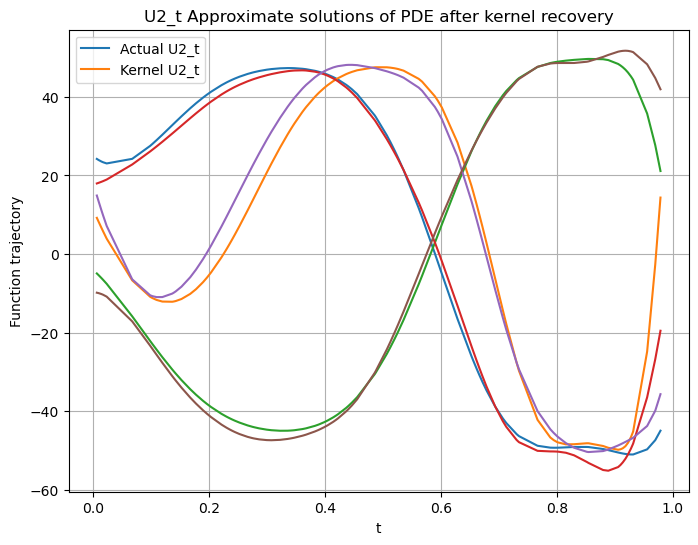 U2_t Approximate solutions of PDE after kernel recovery
Actual U2_t
Kernel U2_t
Function trajectory
40
20
0
−20
−40
−60
0.0 0.2 0.4 0.6 0.8 1.0
t